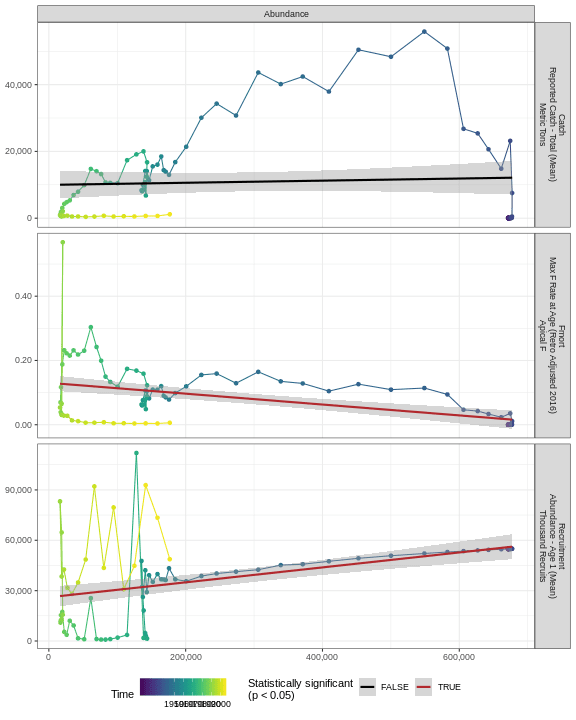 Abundance
40,000
20,000
0
Catch
Reported Catch - Total (Mean)
Metric Tons
0.40
0.20
0.00
Fmort
Max F Rate at Age (Retro Adjusted 2016)
Apical F
90,000
60,000
30,000
0
Recruitment
Abundance - Age 1 (Mean)
Thousand Recruits
0
200,000
400,000
600,000
Time
Statistically significant
(p < 0.05)
FALSE
TRUE